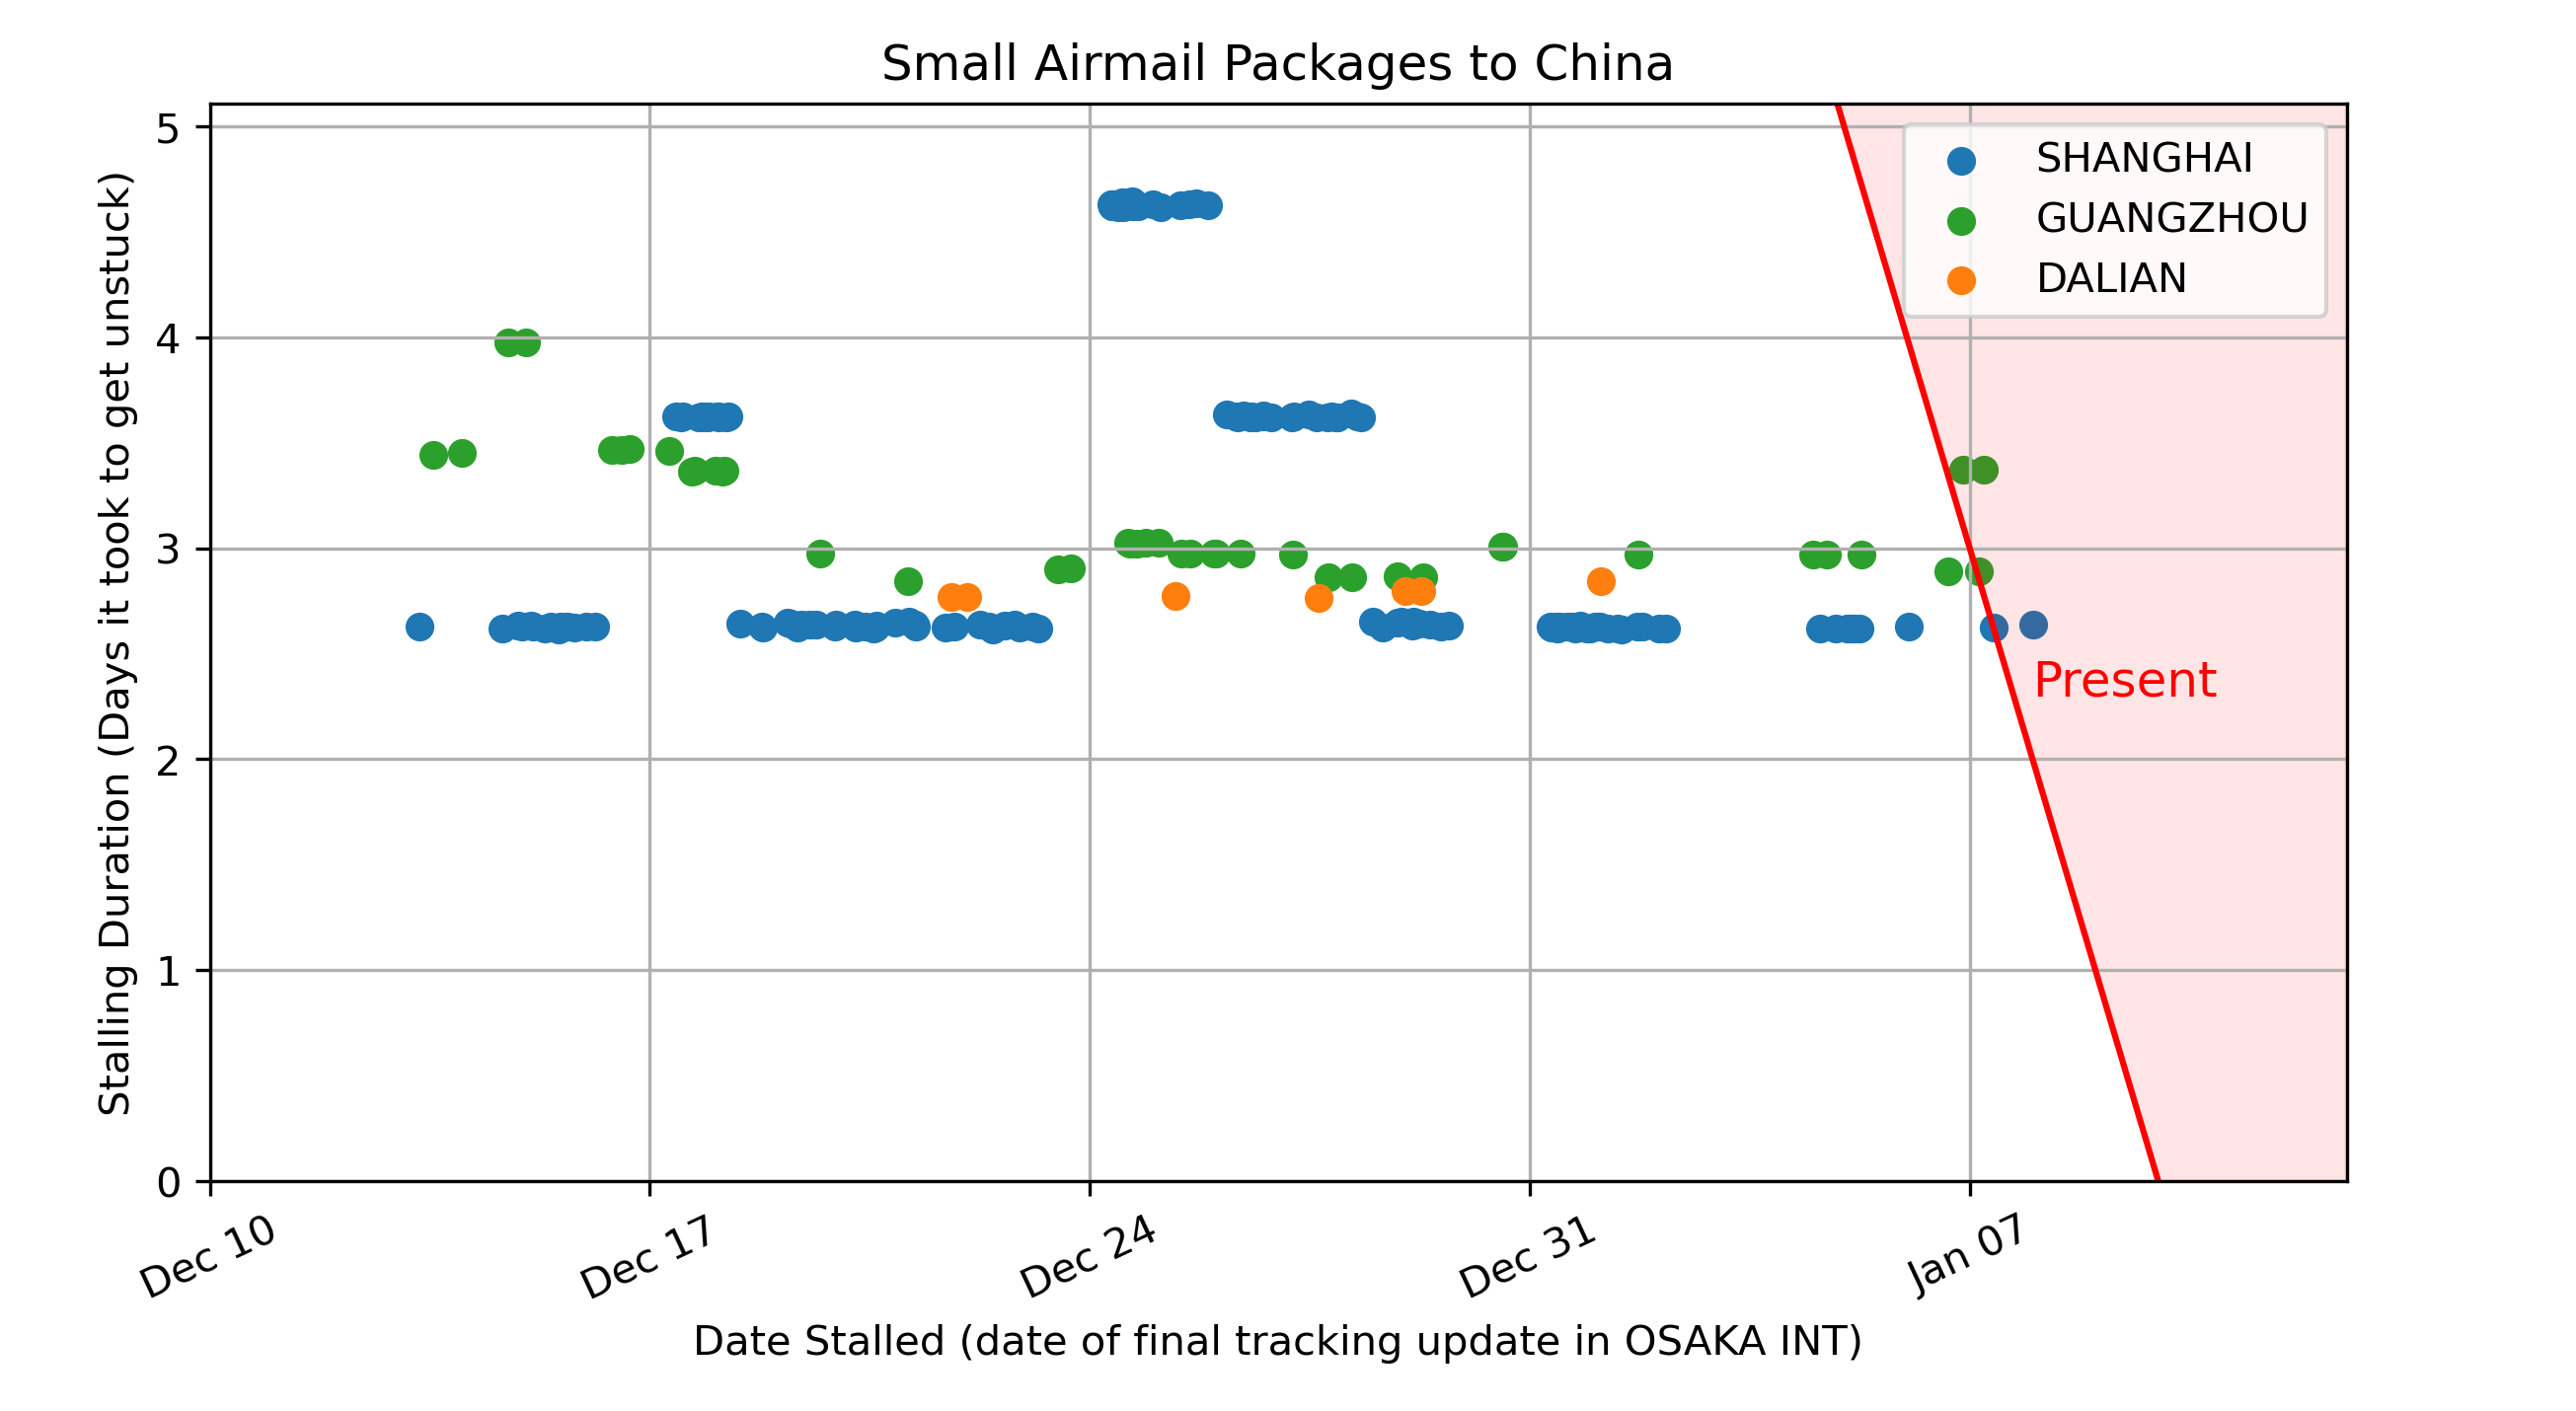 Small Airmail Packages to China
Stalling Duration (Days it took to get unstuck)
5
4
3
2
1
0
SHANGHAI
GUANGZHOU
DALIAN
Present
Dec 10
Dec 17
Dec 24
Dec 31
Jan 07
Date Stalled (date of final tracking update in OSAKA INT)